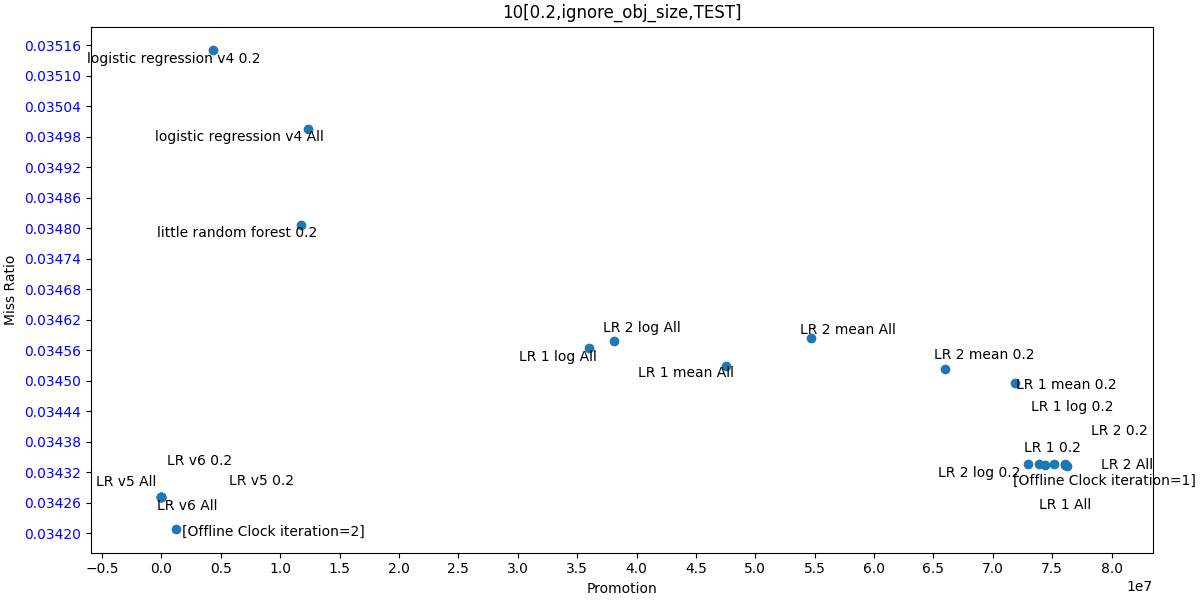 10[0.2,ignore_obj_size,TEST]
0.03516
logistic regression v4 0.2
0.03510
0.03504
0.03498
logistic regression v4 All
0.03492
0.03486
0.03480
little random forest 0.2
0.03474
0.03468
Miss Ratio
0.03462
LR 2 log All
LR 2 mean All
0.03456
LR 1 log All
LR 2 mean 0.2
LR 1 mean All
0.03450
LR 1 mean 0.2
0.03444
LR 1 log 0.2
0.03438
LR 2 0.2
LR 1 0.2
0.03432
LR v6 0.2
LR 2 All
LR 2 log 0.2
LR v5 All
LR v5 0.2
[Offline Clock iteration=1]
0.03426
LR v6 All
LR 1 All
0.03420
[Offline Clock iteration=2]
−0.5 0.0 0.5 1.0 1.5 2.0 2.5 3.0 3.5 4.0 4.5 5.0 5.5 6.0 6.5 7.0 7.5 8.0
1e7
Promotion